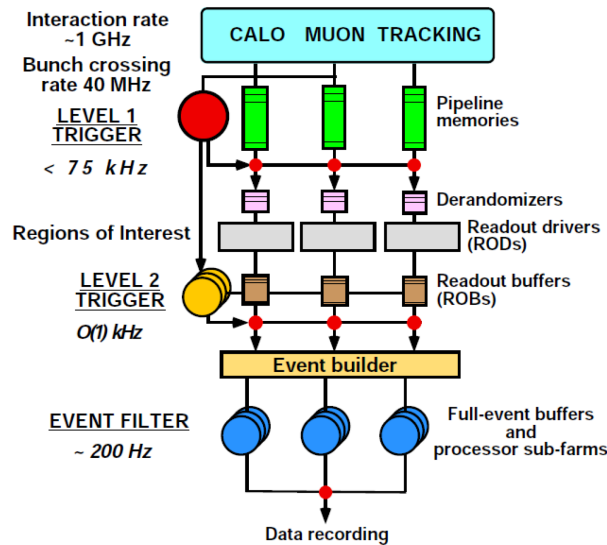 Interaction rate
~1 GHz
CALO MUON TRACKING
Bunch crossing
rate 40 MHz
Pipeline
memories
LEVEL 1
TRIGGER
< 75 kHz
Derandomizers
Regions of Interest
Readout drivers
(RODs)
LEVEL 2
TRIGGER
Readout buffers
(ROBs)
O(1) kHz
Event builder
EVENT FILTER
~ 200 Hz
Full-event buffers
and
processor sub-farms
Data recording